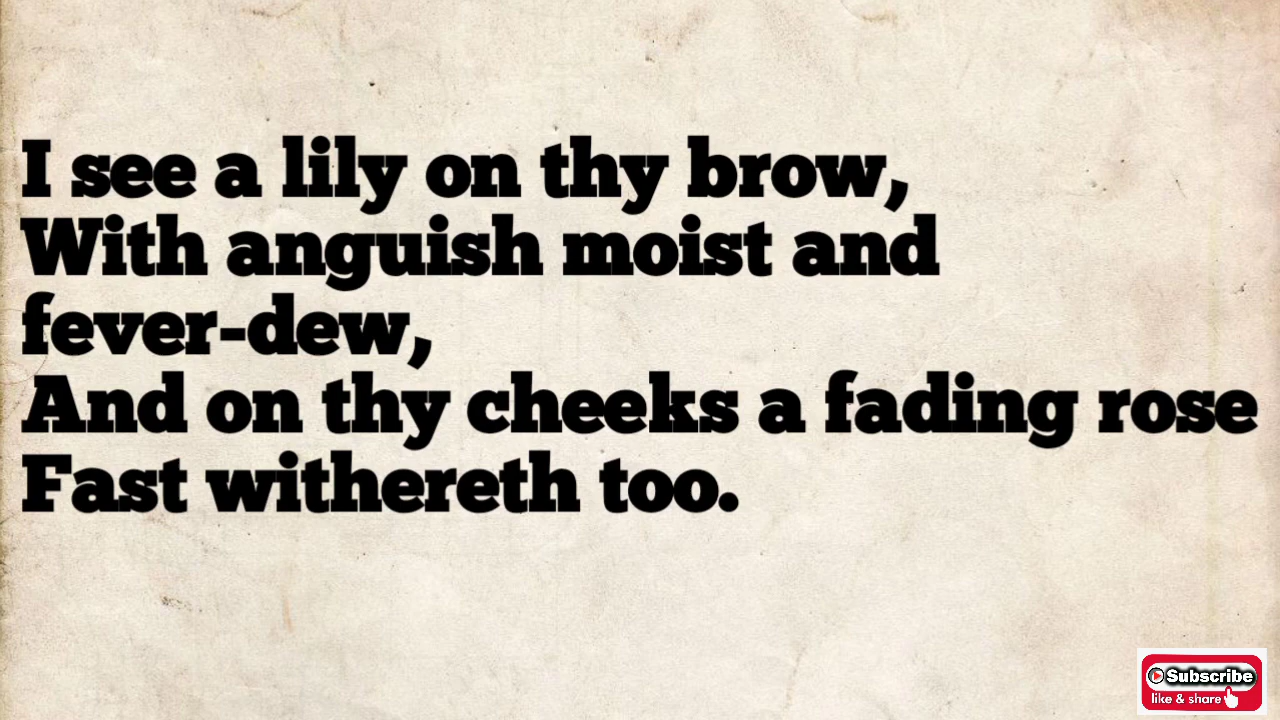 I see a lily on thy brow,
With anguish moist and
fever-dew,
And on thy cheeks a fading rose
Fast withereth too.
Subscribe
like & share